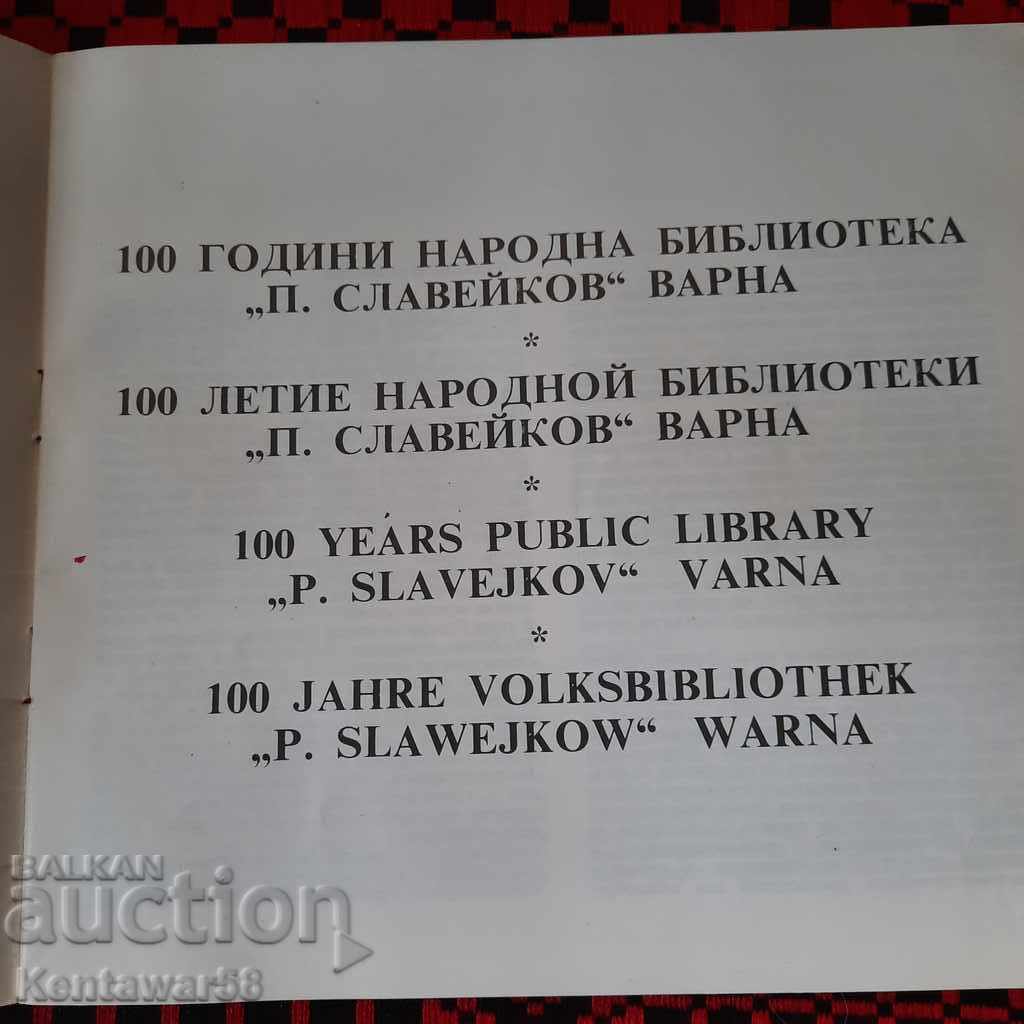 100 ГОДИНИ НАРОДНА БИБЛИОТЕКА
„П. СЛАВЕЙКОВ“ ВАРНА
*
100 ЛЕТИЕ НАРОДНОЙ БИБЛИОТЕКИ
„П. СЛАВЕЙКОВ“ ВАРНА
*
100 YEARS PUBLIC LIBRARY
„P. SLAVEJKOV“ VARNA
*
100 JAHRE VOLKSBIBLIOTHEK
„P. SLAWEJKOW“ WARNA
BALKAN
auction
Kentawar58